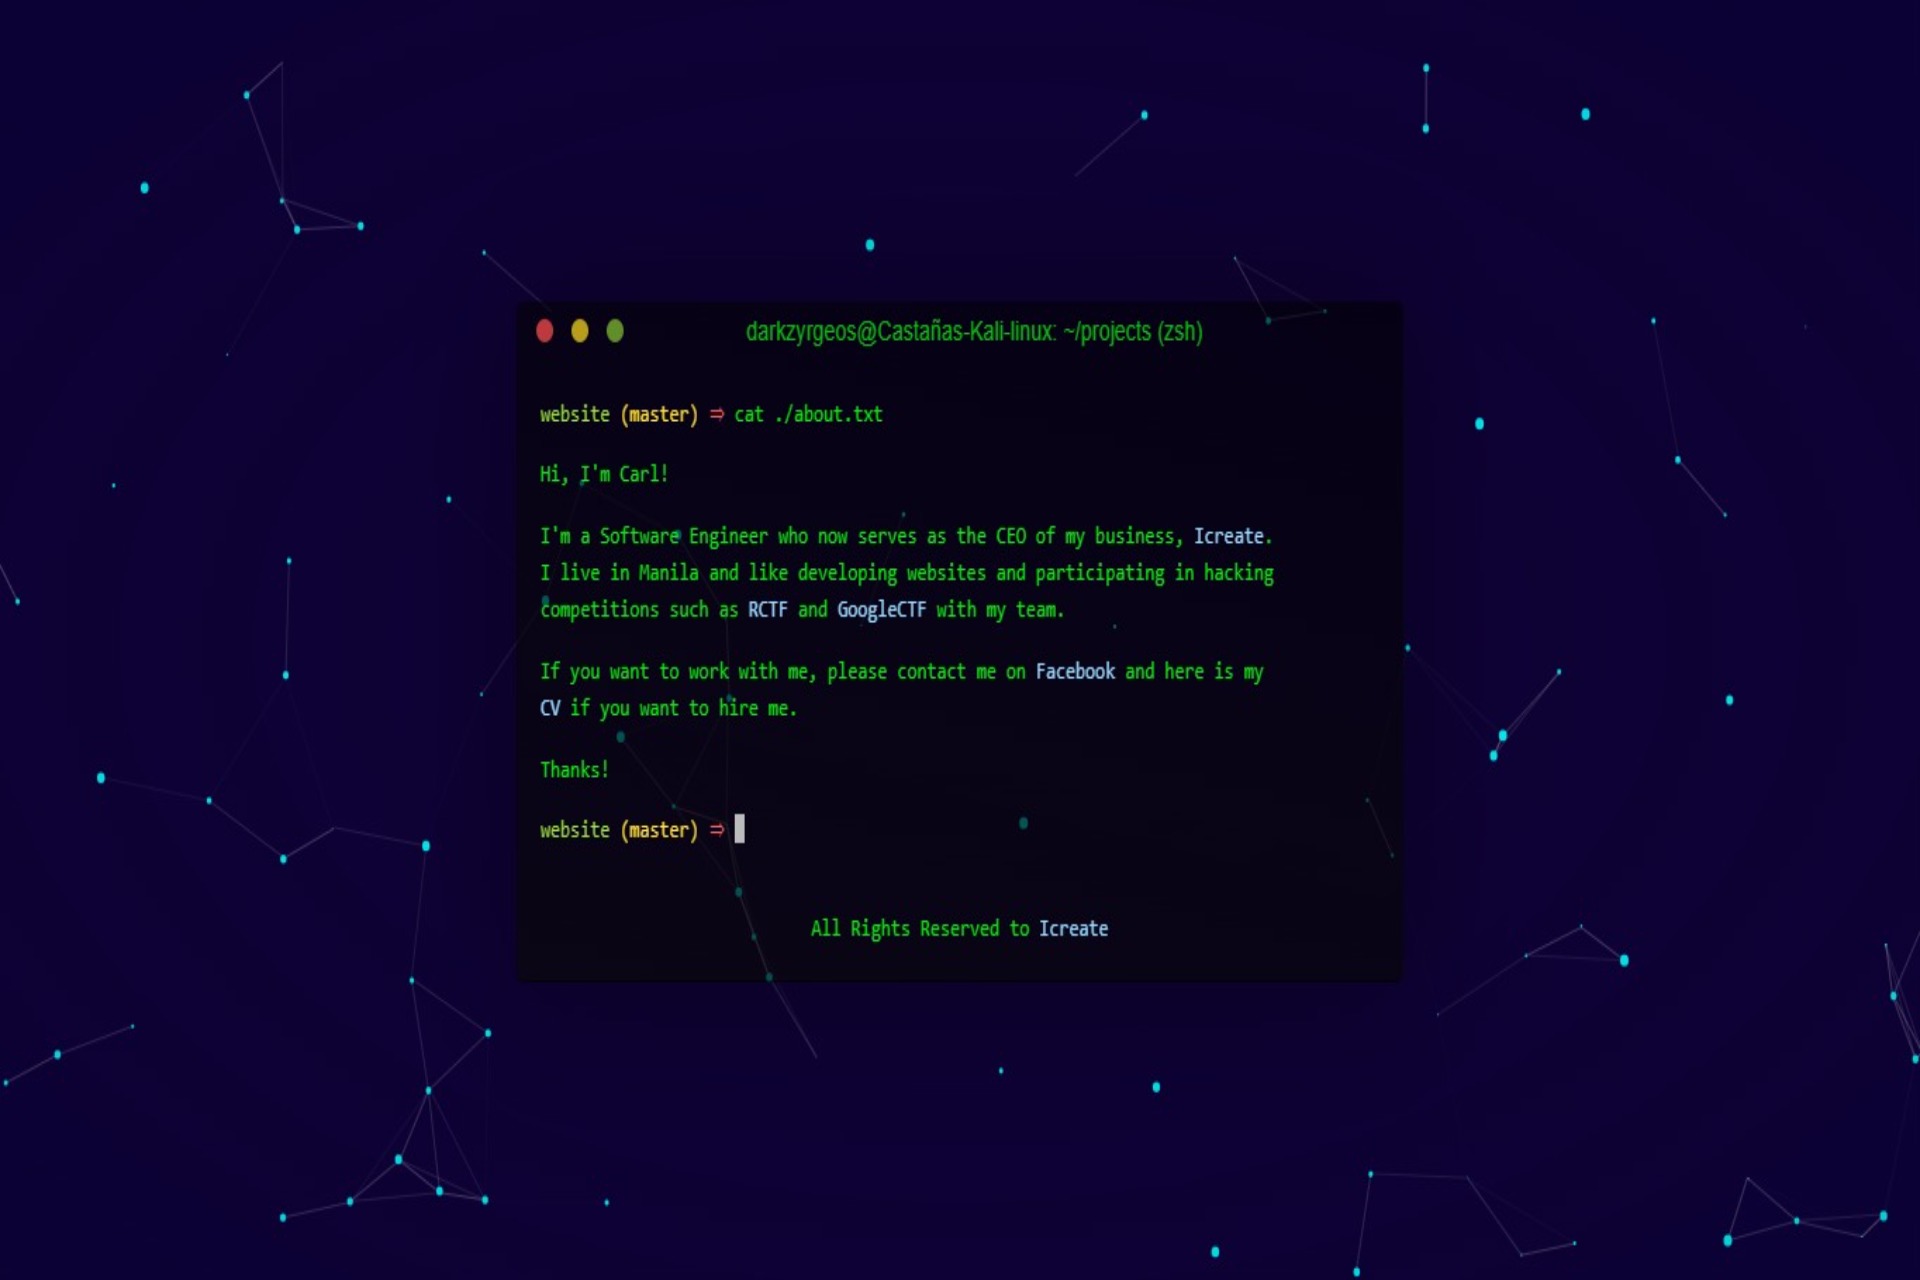 darkzyrgeos@Castañas-Kali-linux: ~/projects (zsh)
website (master) ⇒ cat ./about.txt
Hi, I'm Carl!
I'm a Software Engineer who now serves as the CEO of my business, Icreate.
I live in Manila and like developing websites and participating in hacking
competitions such as RCTF and GoogleCTF with my team.
If you want to work with me, please contact me on Facebook and here is my
CV if you want to hire me.
Thanks!
website (master) ⇒
All Rights Reserved to Icreate